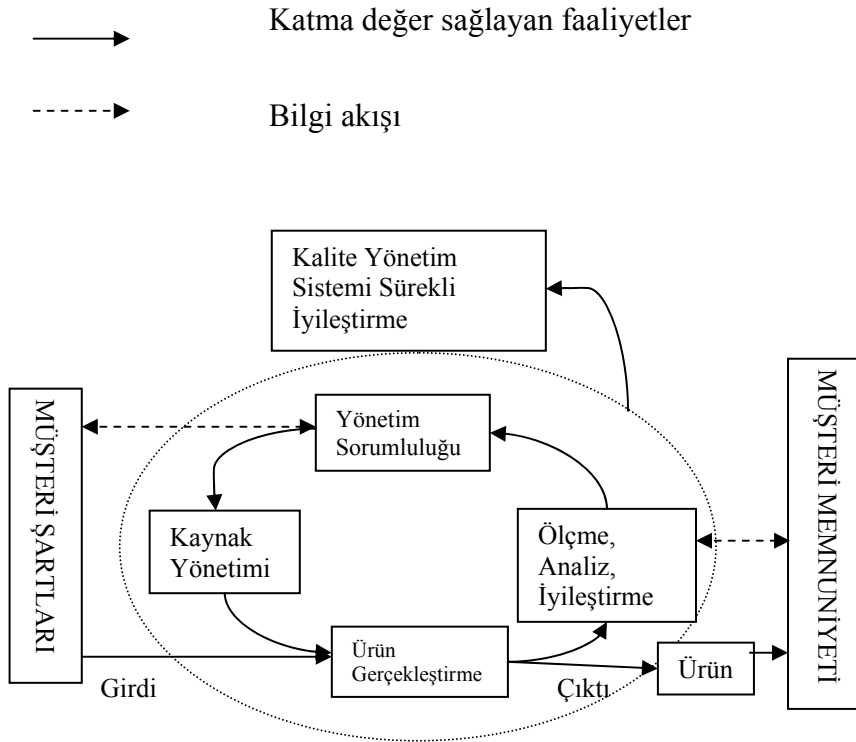 Katma değer sağlayan faaliyetler
Bilgi akışı
Kalite Yönetim
Sistemi Sürekli
İyileştirme
MÜŞTERİ ŞARTLARI
Yönetim
Sorumluluğu
MÜŞTERİ MEMNUNİYETİ
Kaynak
Yönetimi
Ölçme,
Analiz,
İyileştirme
Ürün
Gerçekleştirme
Girdi
Çıktı
Ürün